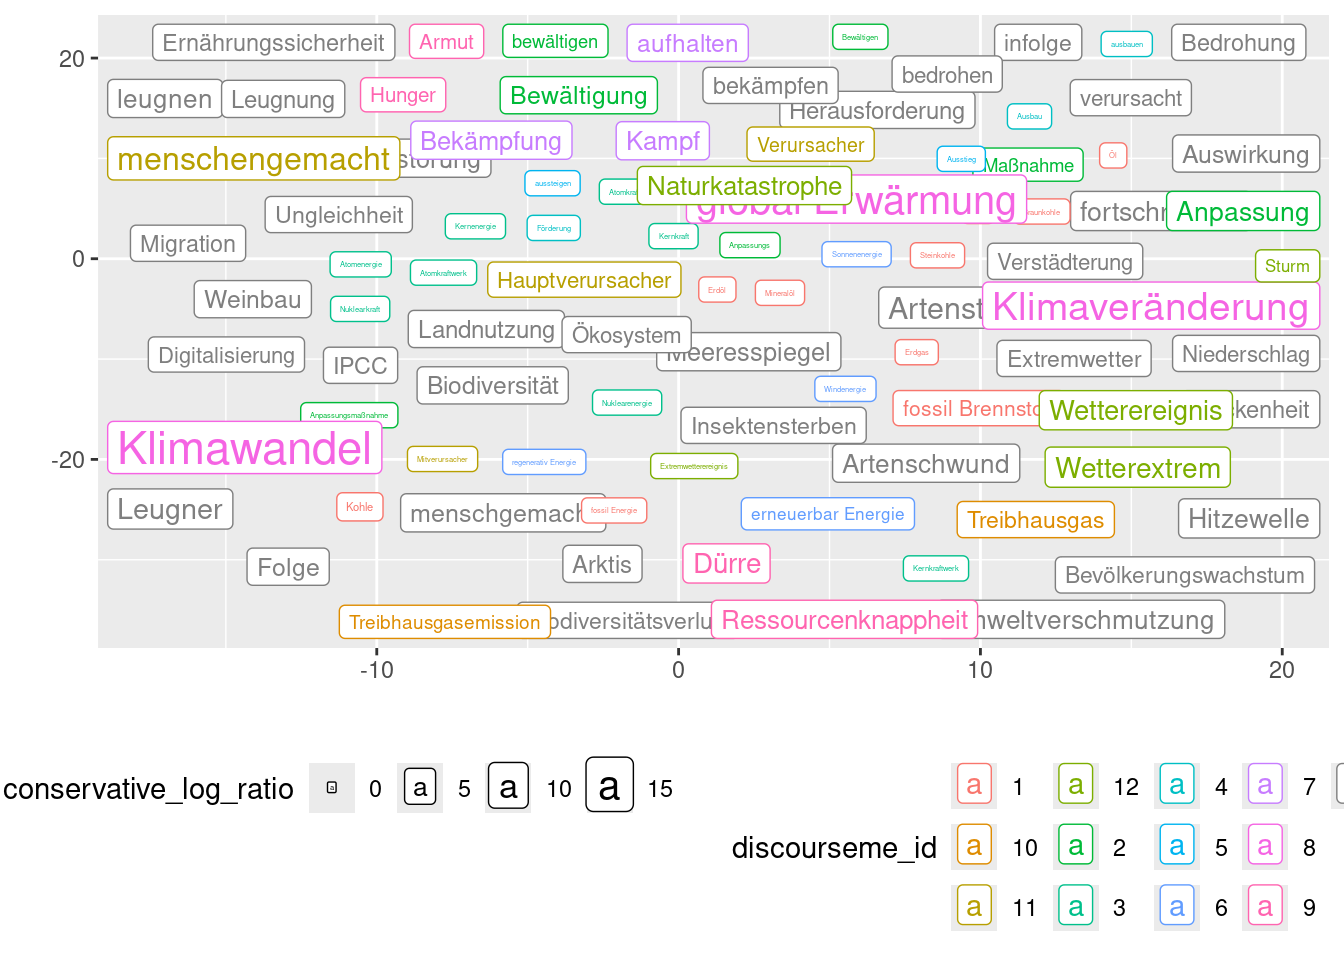 20
Ernährungssicherheit Armut bewältigen aufhalten Bewältigen infolge ausbauen Bedrohung
leugnen Leugnung Hunger Bewältigung bekämpfen bedrohen verursacht
Herausforderung Ausbau
menschengemacht störung Bekämpfung Kampf Verursacher Ausstieg Maßnahme Öl Auswirkung
aussteigen Naturkatastrophe
global Erwärmung
Ungleichheit Kernenergie Förderung Kernkraft Anpassungs fortschr Anpassung
0
Migration Atomenergie Atomkraftwerk Hauptverursacher Sonnenenergie Steinkohle Verstädterung Sturm
Weinbau Nuklearkraft Erdöl Mineralöl Artenst Klimaveränderung
Landnutzung Ökosystem
Digitalisierung IPCC Meeresspiegel Erdgas Extremwetter Niederschlag
Biodiversität Nuklearenergie Windenergie
Anpassungsmaßnahme Insektensterben fossil Brennsto Wetterereignis kenheit
-20
Klimawandel Mitverursacher regenerativ Energie Extremwetterereignis Artenschwund Wetterextrem
Leugner Kohle menschgemach fossil Energie erneuerbar Energie Treibhausgas Hitzewelle
Folge Arktis Dürre Kernkraftwerk Bevölkerungswachstum
Treibhausgasemission odiversitätsverlu Ressourcenknappheit weltverschmutzung
-10 0 10 20
conservative_log_ratio a 0 a 5 a 10 a 15
discourseme_id
a 1 a 12 a 4 a 7
a 10 a 2 a 5 a 8
a 11 a 3 a 6 a 9